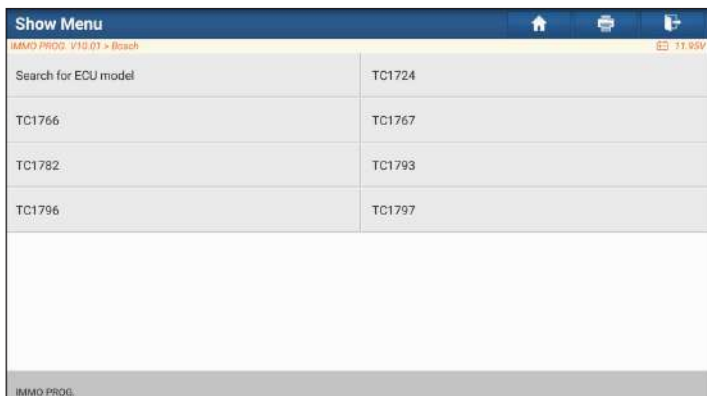 Show Menu
IMMO PROG. V10.01 > Bosch 11.95V
Search for ECU model TC1724
TC1766 TC1767
TC1782 TC1793
TC1796 TC1797
IMMO PROG.